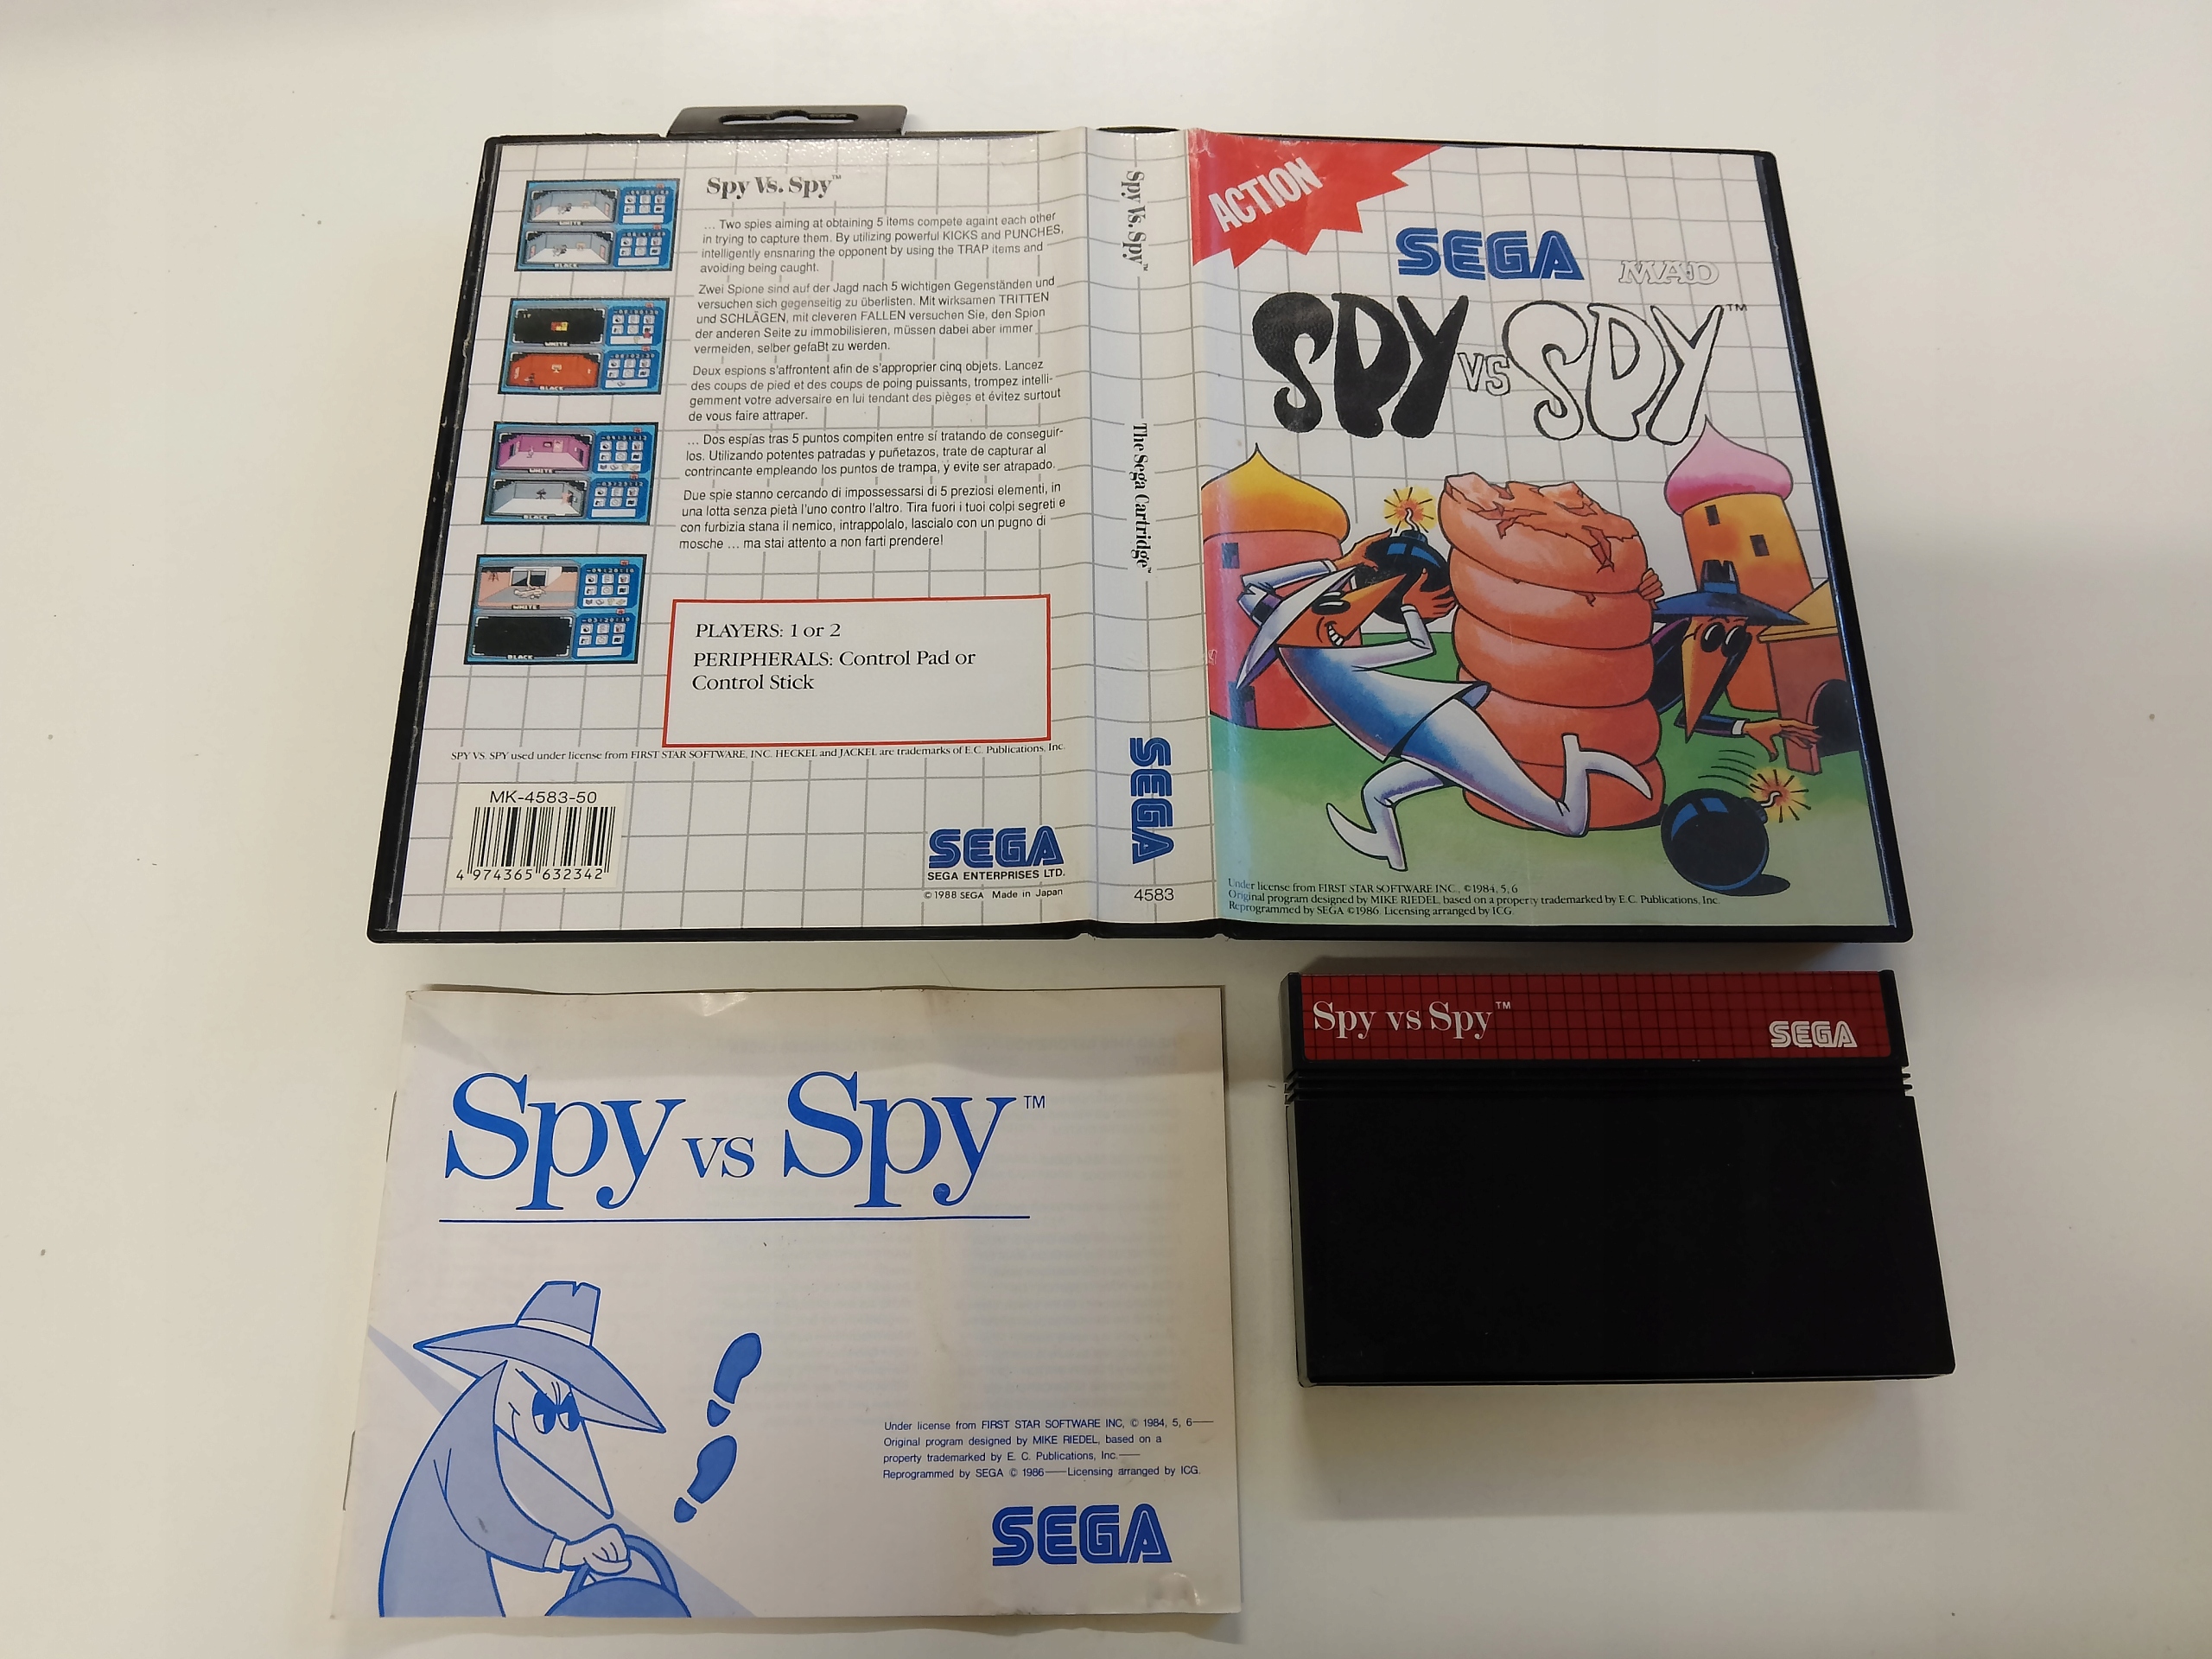 Spy Vs. Spy™
... Two spies aiming at obtaining 5 items compete againt each other
in trying to capture them. By utilizing powerful KICKS and PUNCHES,
intelligently ensnaring the opponent by using the TRAP items and
avoiding being caught.
Zwei Spione sind auf der Jagd nach 5 wichtigen Gegenständen und
versuchen sich gegenseitig zu überlisten. Mit wirksamen TRITTEN
und SCHLÄGEN, mit cleveren FALLEN versuchen Sie, den Spion
der anderen Seite zu immobilisieren, müssen dabei aber immer
vermeiden, selber gefaBt zu werden.
Deux espions s'affrontent afin de s'approprier cinq objets. Lancez
des coups de pied et des coups de poing puissants, trompez intelli-
gemment votre adversaire en lui tendant des pièges et évitez surtout
de vous faire attraper.
... Dos espías tras 5 puntos compiten entre sí tratando de conseguir-
los. Utilizando potentes patradas y puñetazos, trate de capturar al
contrincante empleando los puntos de trampa, y evite ser atrapado.
Due spie stanno cercando di impossessarsi di 5 preziosi elementi, in
una lotta senza pietà l'uno contro l'altro. Tira fuori i tuoi colpi segreti e
con furbizia stana il nemico, intrappolalo, lascialo con un pugno di
mosche ... ma stai attento a non farti prendere!
WHITE
BLACK
WHITE
BLACK
WHITE
BLACK
WHITE
BLACK
PLAYERS: 1 or 2
PERIPHERALS: Control Pad or
Control Stick
SPY VS. SPY used under license from FIRST STAR SOFTWARE, INC. HECKEL and JACKEL are trademarks of E.C. Publications, Inc.
MK-4583-50
4 974365 632342
SEGA
SEGA ENTERPRISES LTD.
© 1988 SEGA Made in Japan
Spy Vs. Spy™
The Sega Cartridge™
SEGA
4583
ACTION
SEGA
MAD
SPY VS SPY™
Under license from FIRST STAR SOFTWARE INC., ©1984, 5, 6
Original program designed by MIKE RIEDEL, based on a property trademarked by E.C. Publications, Inc.
Reprogrammed by SEGA ©1986. Licensing arranged by ICG.
Spy vs Spy™
SEGA
Spy vs Spy™
Under license from FIRST STAR SOFTWARE INC, © 1984, 5, 6—
Original program designed by MIKE RIEDEL, based on a
property trademarked by E. C. Publications, Inc.—
Reprogrammed by SEGA © 1986—Licensing arranged by ICG.
SEGA